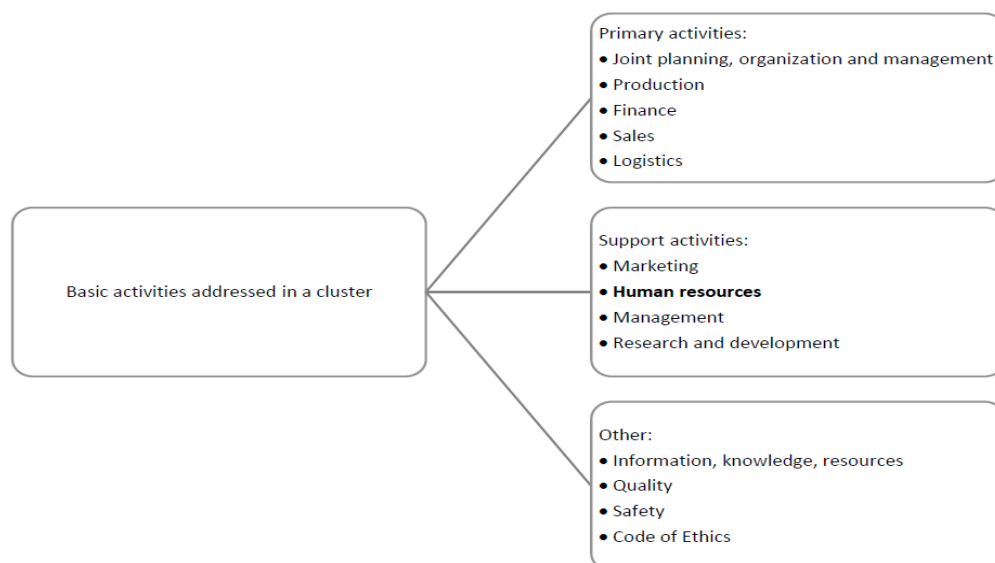 Primary activities:
● Joint planning, organization and management
● Production
● Finance
● Sales
● Logistics
Basic activities addressed in a cluster
Support activities:
● Marketing
● Human resources
● Management
● Research and development
Other:
● Information, knowledge, resources
● Quality
● Safety
● Code of Ethics